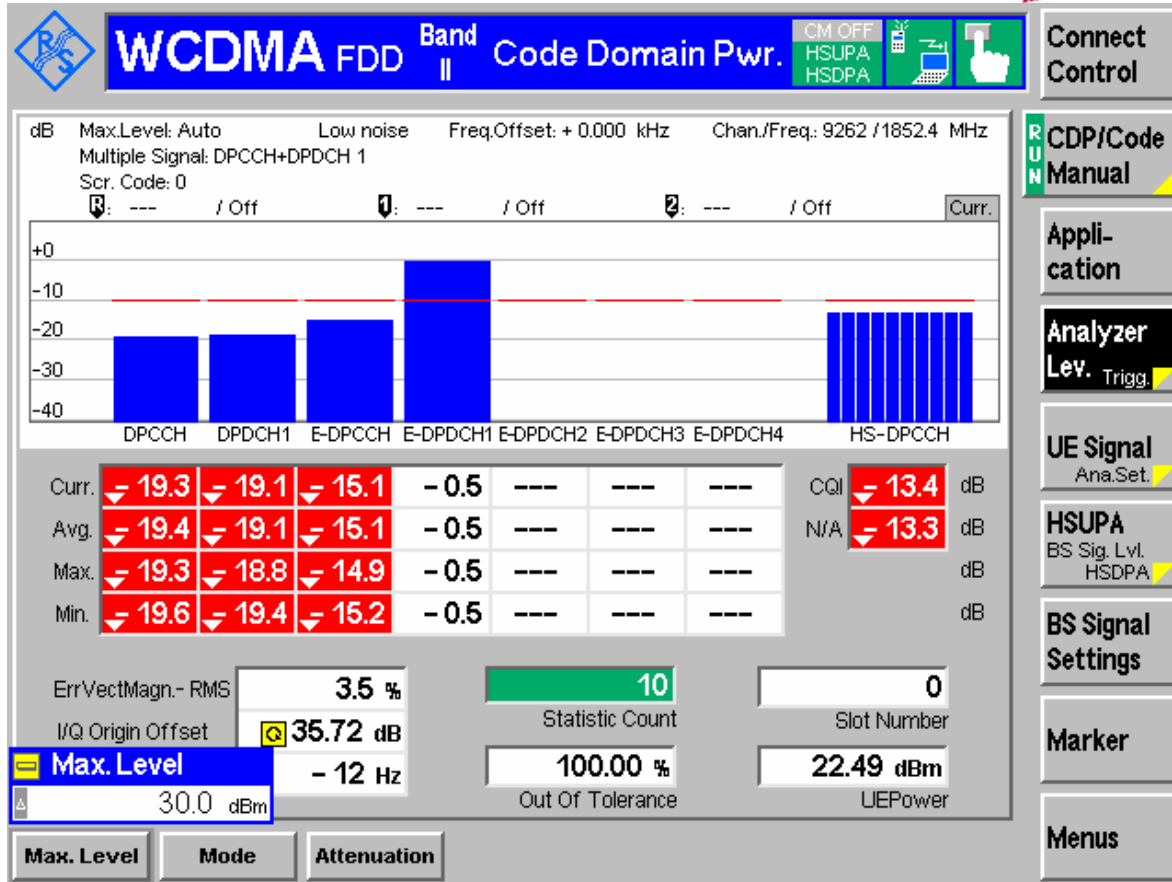 R&S WCDMA FDD Band II Code Domain Pwr. CM OFF HSUPA HSDPA
Connect Control
dB Max.Level: Auto Low noise Freq.Offset: + 0.000 kHz Chan./Freq.: 9262 / 1852.4 MHz
Multiple Signal: DPCCH+DPDCH 1
Scr. Code: 0
R: --- / Off 1: --- / Off 2: --- / Off Curr.
+0
-10
-20
-30
-40
DPCCH DPDCH1 E-DPCCH E-DPDCH1 E-DPDCH2 E-DPDCH3 E-DPDCH4 HS-DPCCH
Curr. - 19.3 - 19.1 - 15.1 - 0.5 --- --- --- CQI - 13.4 dB
Avg. - 19.4 - 19.1 - 15.1 - 0.5 --- --- --- N/A - 13.3 dB
Max. - 19.3 - 18.8 - 14.9 - 0.5 --- --- --- dB
Min. - 19.6 - 19.4 - 15.2 - 0.5 --- --- --- dB
ErrVectMagn.- RMS 3.5 % 10 0
Statistic Count Slot Number
I/Q Origin Offset 35.72 dB
Max. Level - 12 Hz 100.00 % 22.49 dBm
30.0 dBm Out Of Tolerance UEPower
Max. Level Mode Attenuation
RUN
CDP/Code
Manual
Appli-
cation
Analyzer
Lev. Trigg.
UE Signal
Ana.Set.
HSUPA
BS Sig. Lvl.
HSDPA
BS Signal
Settings
Marker
Menus